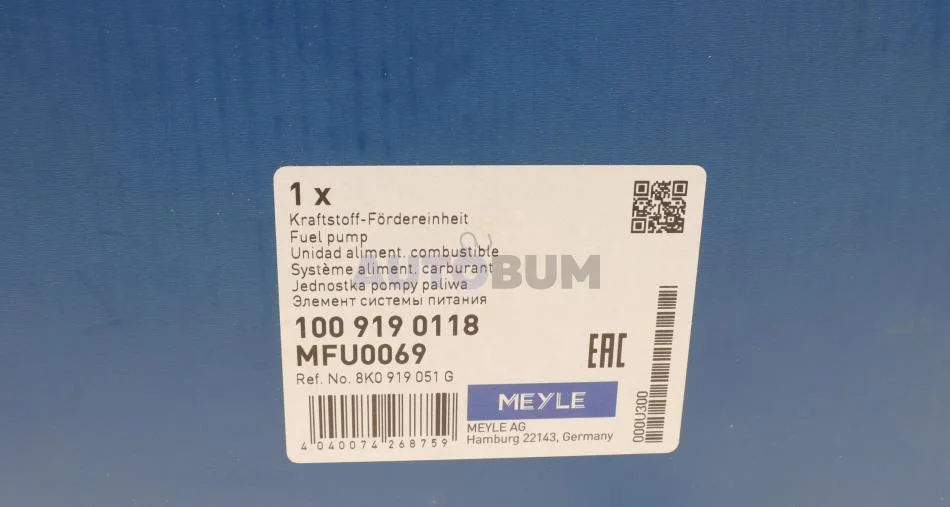 1 x
Kraftstoff-Fördereinheit
Fuel pump
Unidad aliment. combustible
Système aliment. carburant
Jednostka pompy paliwa
Элемент системы питания
AUTOBUM
100 919 0118
MFU0069
Ref. No. 8K0 919 051 G
EAC
MEYLE
MEYLE AG
Hamburg 22143, Germany
4 040074 268759
000U300